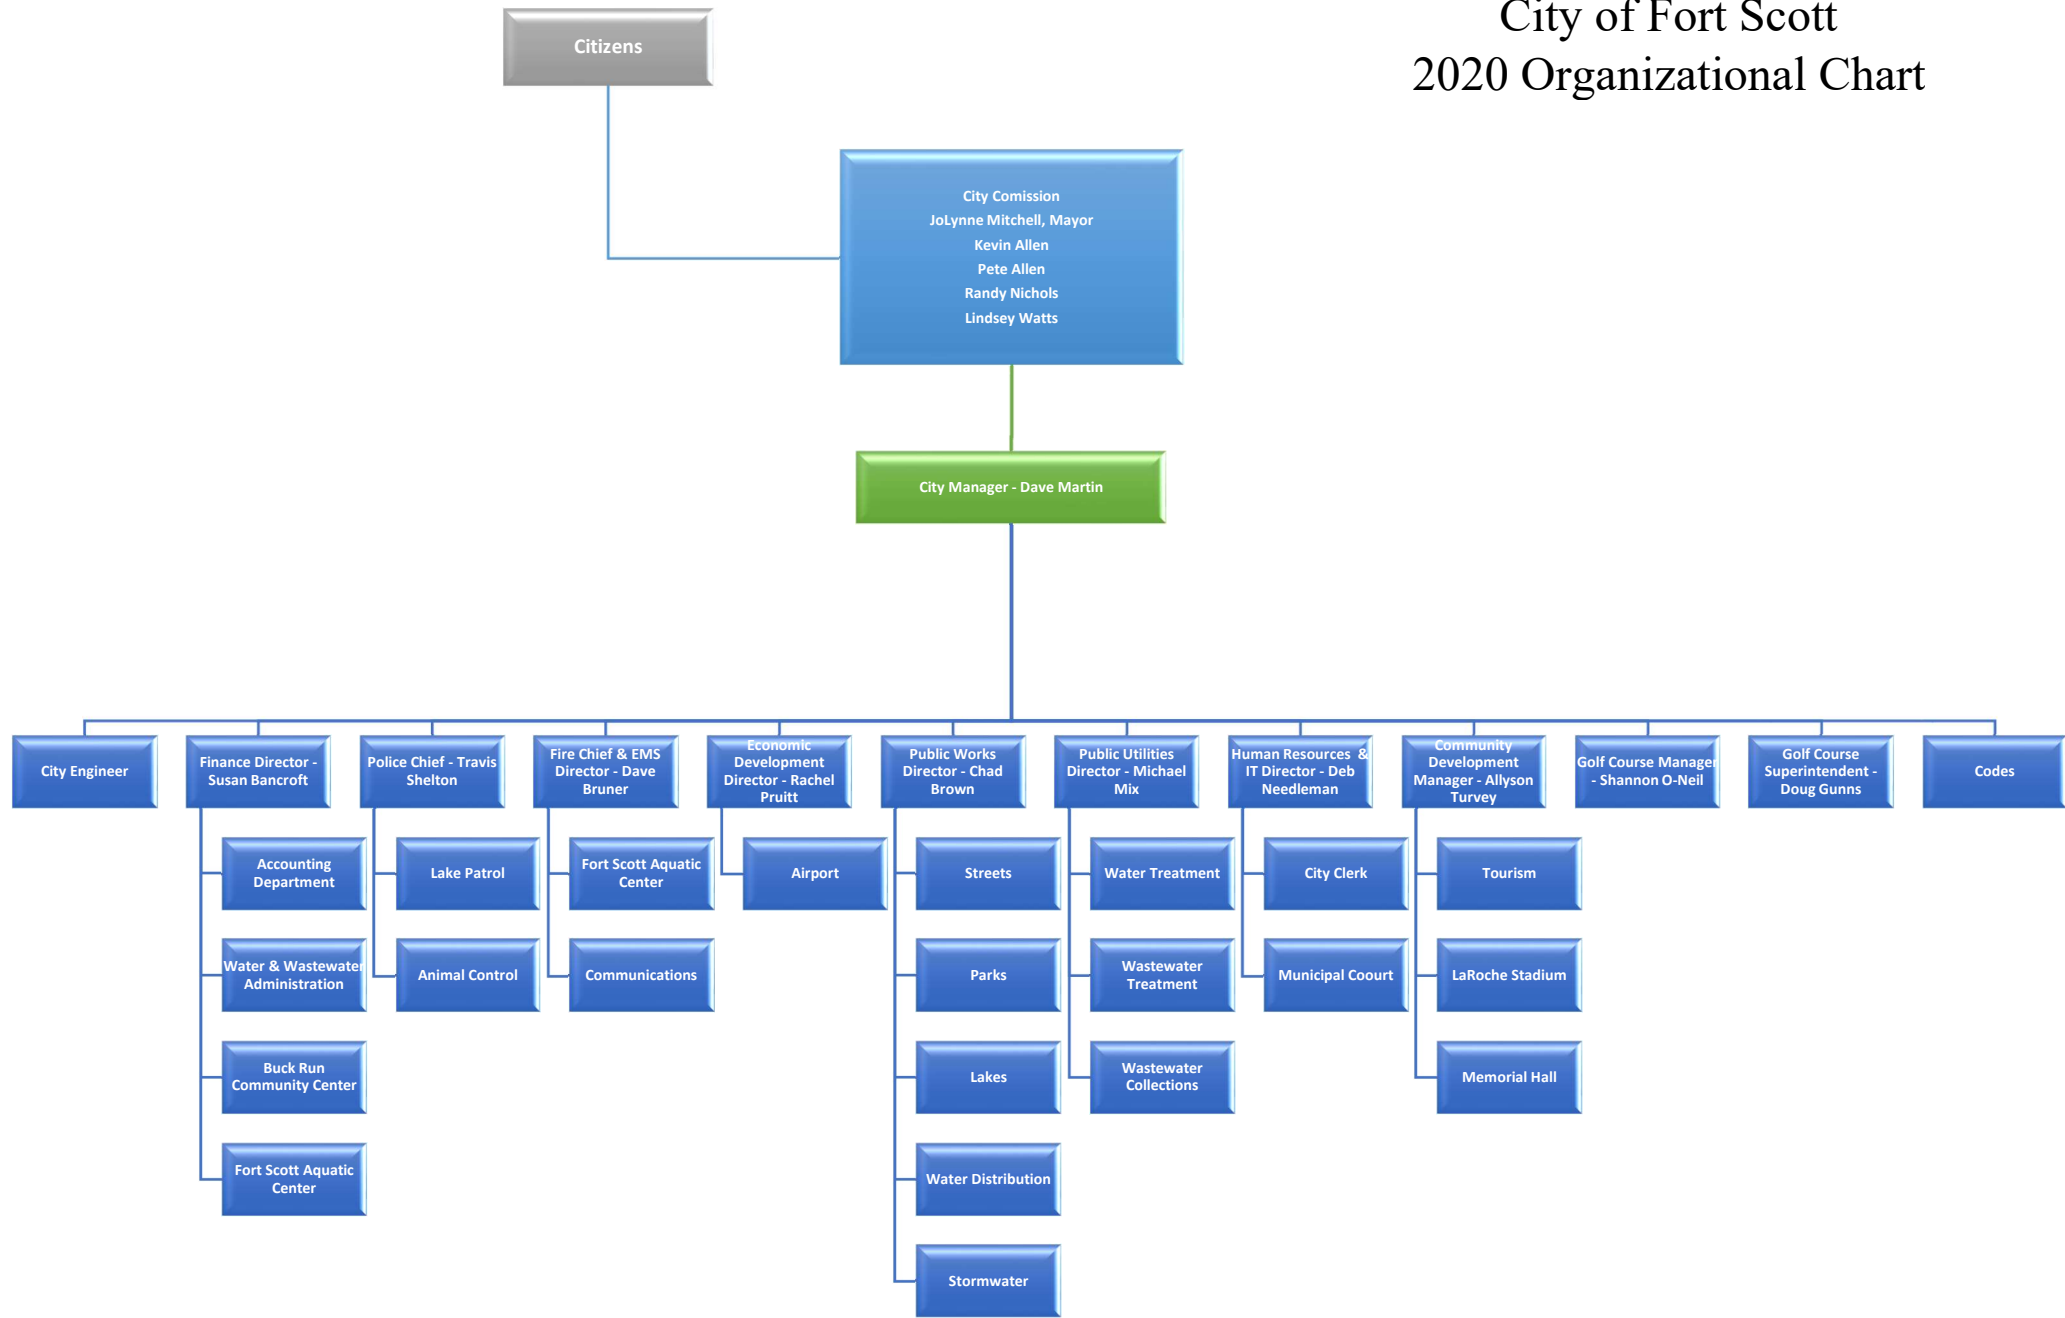 City of Fort Scott
2020 Organizational Chart
Citizens
City Comission
JoLynne Mitchell, Mayor
Kevin Allen
Pete Allen
Randy Nichols
Lindsey Watts
City Manager - Dave Martin
City Engineer
Finance Director -
Susan Bancroft
Police Chief - Travis
Shelton
Fire Chief & EMS
Director - Dave
Bruner
Economic
Development
Director - Rachel
Pruitt
Public Works
Director - Chad
Brown
Public Utilities
Director - Michael
Mix
Human Resources &
IT Director - Deb
Needleman
Community
Development
Manager - Allyson
Turvey
Golf Course Manager
- Shannon O-Neil
Golf Course
Superintendent -
Doug Gunns
Codes
Accounting
Department
Water & Wastewater
Administration
Buck Run
Community Center
Fort Scott Aquatic
Center
Lake Patrol
Animal Control
Fort Scott Aquatic
Center
Communications
Airport
Streets
Parks
Lakes
Water Distribution
Stormwater
Water Treatment
Wastewater
Treatment
Wastewater
Collections
City Clerk
Municipal Coourt
Tourism
LaRoche Stadium
Memorial Hall